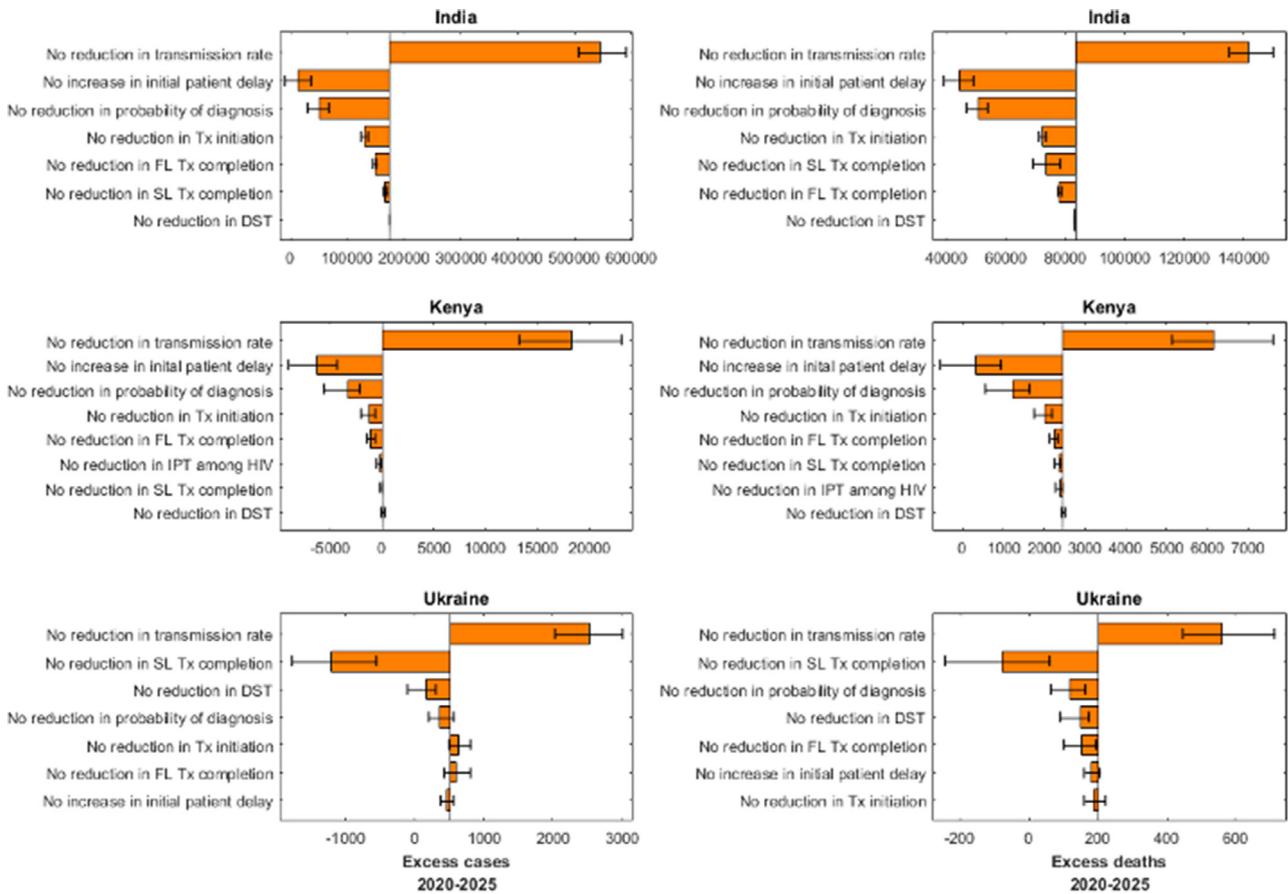 India
No reduction in transmission rate
No increase in initial patient delay
No reduction in probability of diagnosis
No reduction in Tx initiation
No reduction in FL Tx completion
No reduction in SL Tx completion
No reduction in DST
0 100000 200000 300000 400000 500000 600000
India
No reduction in transmission rate
No increase in initial patient delay
No reduction in probability of diagnosis
No reduction in Tx initiation
No reduction in SL Tx completion
No reduction in FL Tx completion
No reduction in DST
40000 60000 80000 100000 120000 140000
Kenya
No reduction in transmission rate
No increase in inital patient delay
No reduction in probability of diagnosis
No reduction in Tx initiation
No reduction in FL Tx completion
No reduction in IPT among HIV
No reduction in SL Tx completion
No reduction in DST
-5000 0 5000 10000 15000 20000
Kenya
No reduction in transmission rate
No increase in inital patient delay
No reduction in probability of diagnosis
No reduction in Tx initiation
No reduction in FL Tx completion
No reduction in SL Tx completion
No reduction in IPT among HIV
No reduction in DST
0 1000 2000 3000 4000 5000 6000 7000
Ukraine
No reduction in transmission rate
No reduction in SL Tx completion
No reduction in DST
No reduction in probability of diagnosis
No reduction in Tx initiation
No reduction in FL Tx completion
No increase in initial patient delay
-1000 0 1000 2000 3000
Excess cases
2020-2025
Ukraine
No reduction in transmission rate
No reduction in SL Tx completion
No reduction in probability of diagnosis
No reduction in DST
No reduction in FL Tx completion
No increase in initial patient delay
No reduction in Tx initiation
-200 0 200 400 600
Excess deaths
2020-2025